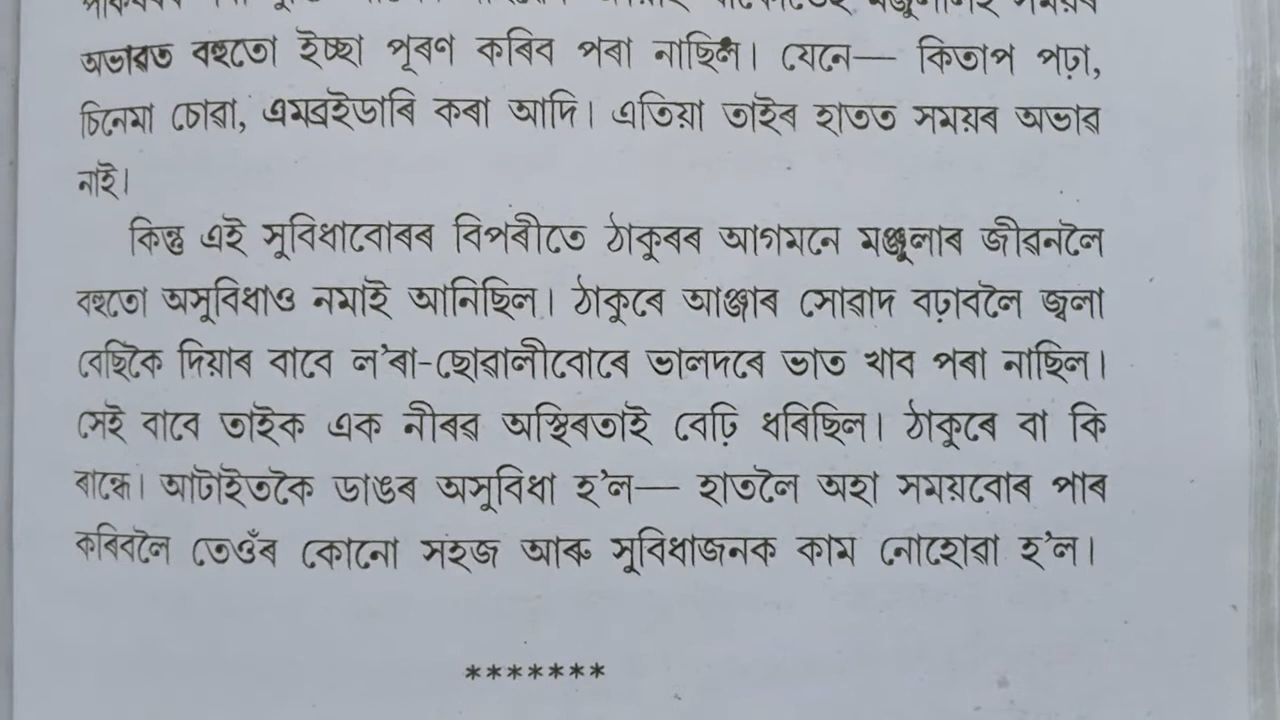 অভাৱত বহুতো ইচ্ছা পূৰণ কৰিব পৰা নাছিল। যেনে— কিতাপ পঢ়া,
চিনেমা চোৱা, এমব্ৰইডাৰি কৰা আদি। এতিয়া তাইৰ হাতত সময়ৰ অভাৱ
নাই।
কিন্তু এই সুবিধাবোৰৰ বিপৰীতে ঠাকুৰৰ আগমনে মঞ্জুলাৰ জীৱনলৈ
বহুতো অসুবিধাও নমাই আনিছিল। ঠাকুৰে আঞ্জাৰ সোৱাদ বঢ়াবলৈ জ্বলা
বেছিকৈ দিয়াৰ বাবে ল'ৰা-ছোৱালীবোৰে ভালদৰে ভাত খাব পৰা নাছিল।
সেই বাবে তাইক এক নীৰৱ অস্থিৰতাই বেঢ়ি ধৰিছিল। ঠাকুৰে বা কি
ৰান্ধে। আটাইতকৈ ডাঙৰ অসুবিধা হ'ল— হাতলৈ অহা সময়বোৰ পাৰ
কৰিবলৈ তেওঁৰ কোনো সহজ আৰু সুবিধাজনক কাম নোহোৱা হ'ল।
*******